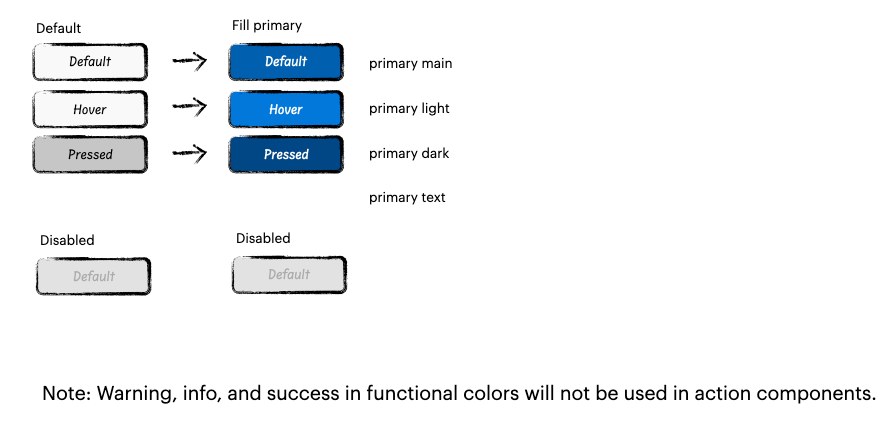 Default
Fill primary
Default
Default
primary main
Hover
Hover
primary light
Pressed
Pressed
primary dark
primary text
Disabled
Disabled
Default
Default
Note: Warning, info, and success in functional colors will not be used in action components.